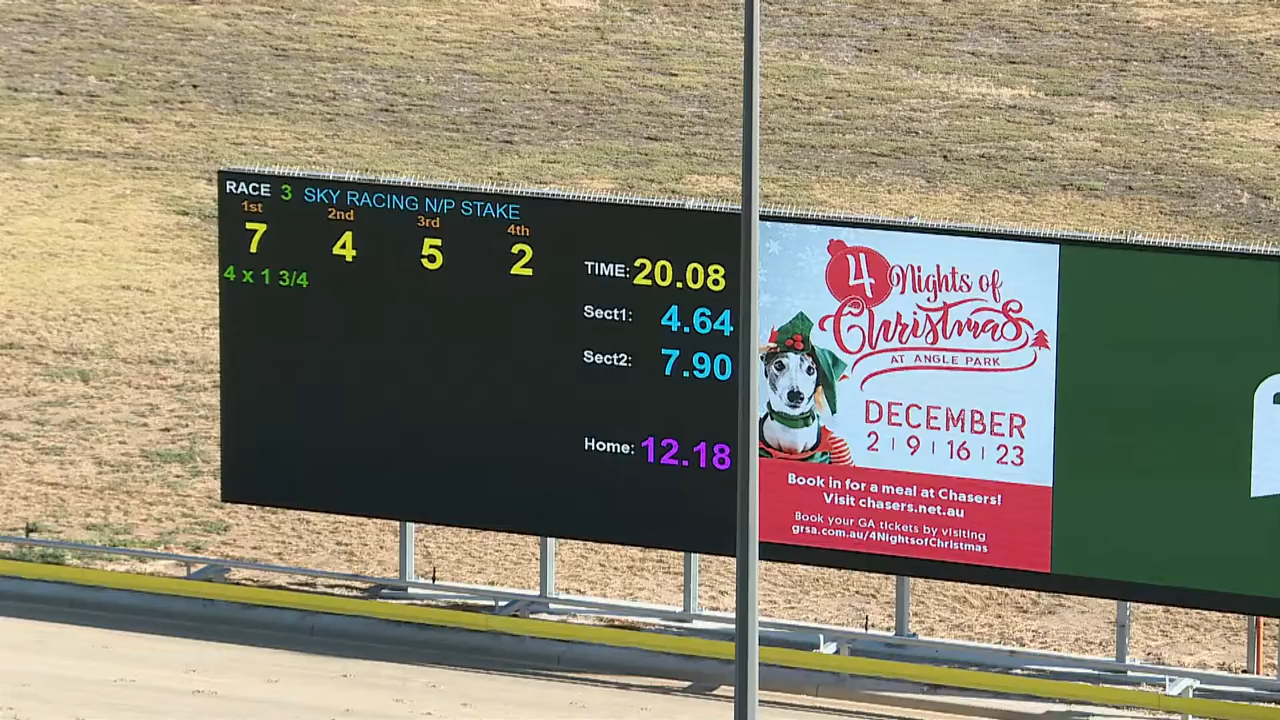 RACE 3 SKY RACING N/P STAKE
1st 2nd 3rd 4th
7 4 5 2
4 x 1 3/4
TIME: 20.08
Sect1: 4.64
Sect2: 7.90
Home: 12.18
4 Nights of
Christmas
AT ANGLE PARK
DECEMBER
2 | 9 | 16 | 23
Book in for a meal at Chasers!
Visit chasers.net.au
Book your GA tickets by visiting
grsa.com.au/4NightsofChristmas